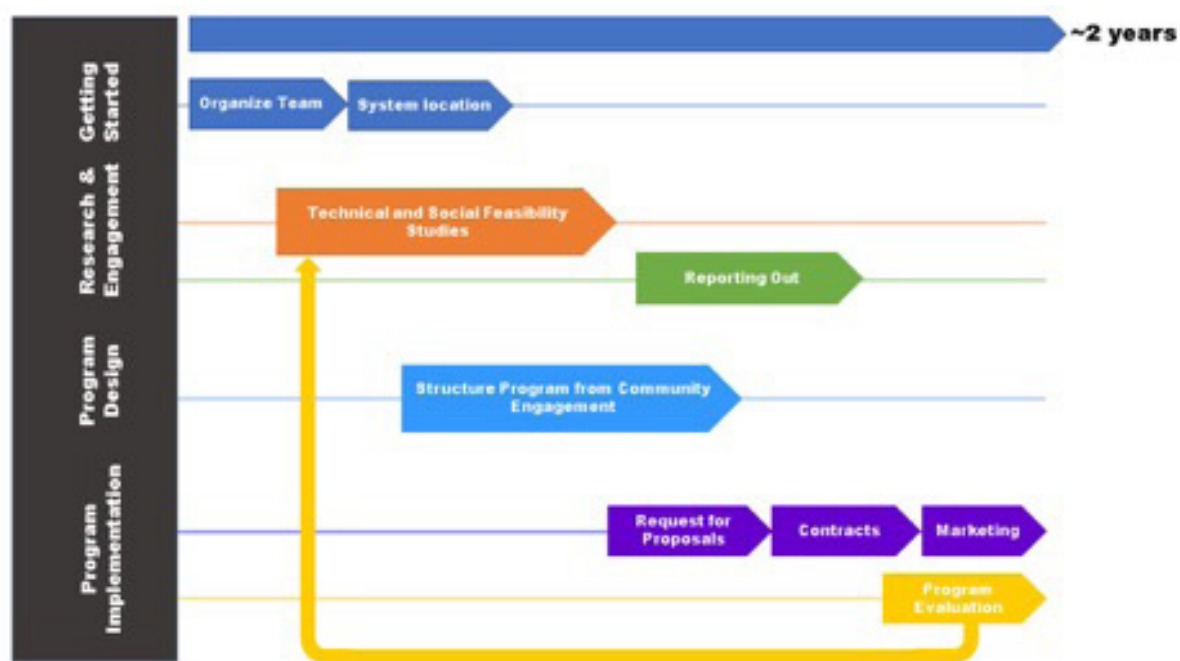 ~2 years
Getting
Started
Organize Team
System location
Research &
Engagement
Technical and Social Feasibility
Studies
Reporting Out
Program
Design
Structure Program from Community
Engagement
Program
Implementation
Request for
Proposals
Contracts
Marketing
Program
Evaluation